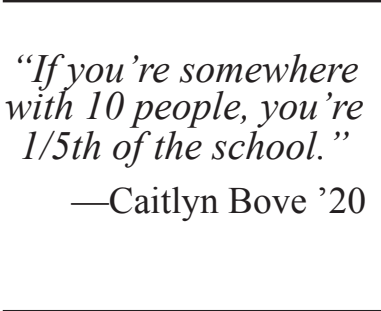 “If you’re somewhere
with 10 people, you’re
1/5th of the school.”
—Caitlyn Bove ’20